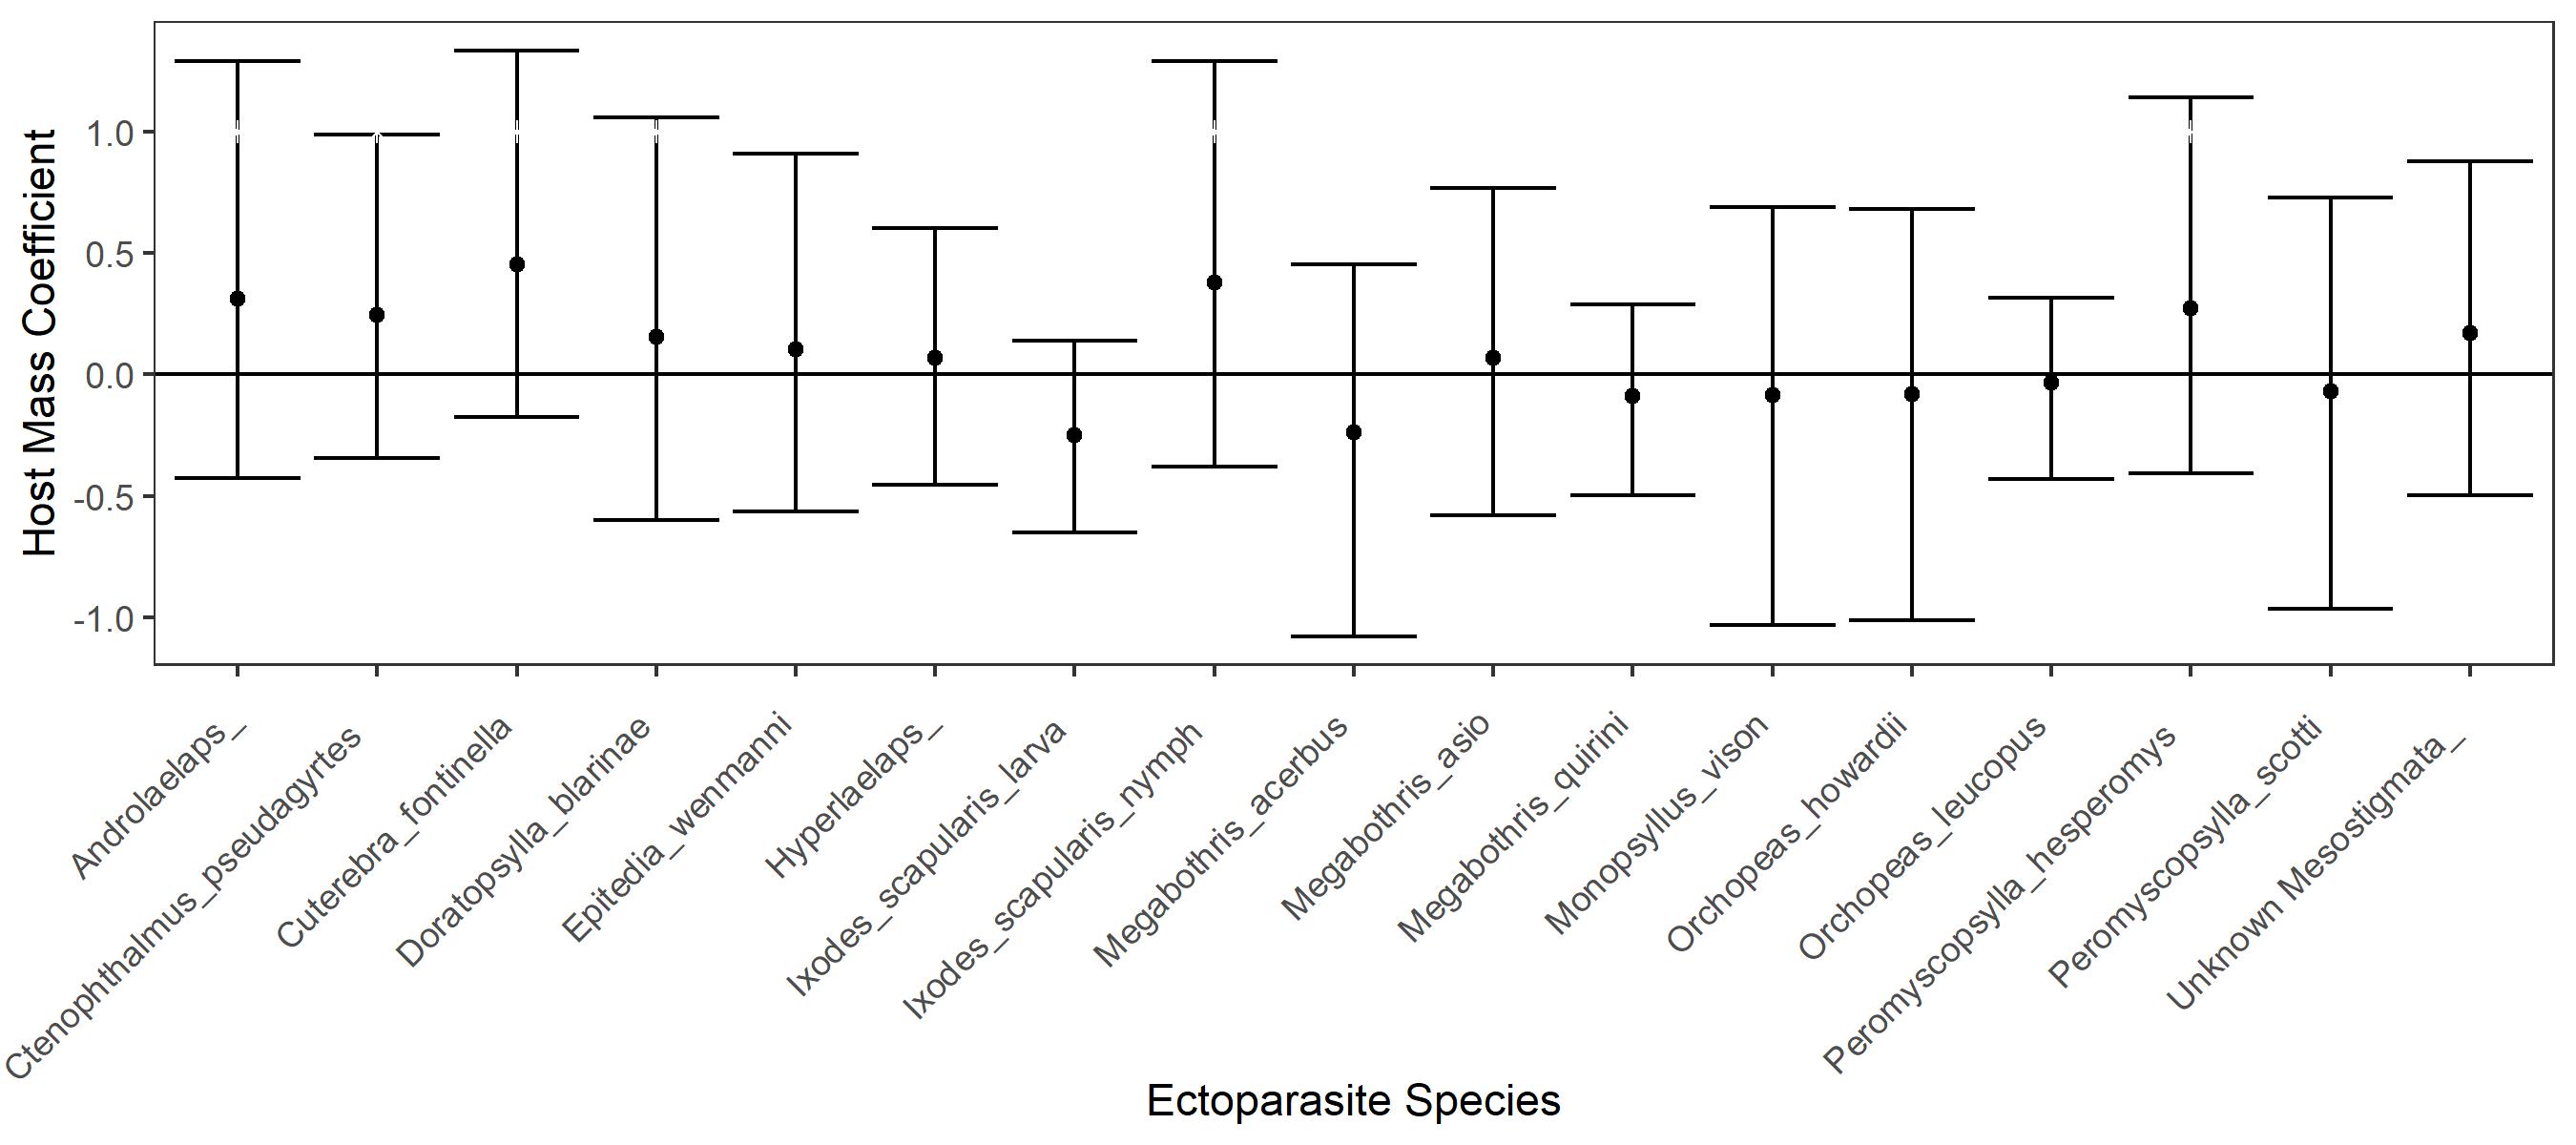 Host Mass Coefficient
1.0
0.5
0.0
-0.5
-1.0
Androlaelaps_
Ctenophthalmus_pseudagyrtes
Cuterebra_fontinella
Doratopsylla_blarinae
Epitedia_wenmanni
Hyperlaelaps_
Ixodes_scapularis_larva
Ixodes_scapularis_nymph
Megabothris_acerbus
Megabothris_asio
Megabothris_quirini
Monopsyllus_vison
Orchopeas_howardii
Orchopeas_leucopus
Peromyscopsylla_hesperomys
Peromyscopsylla_scotti
Unknown Mesostigmata_
Ectoparasite Species